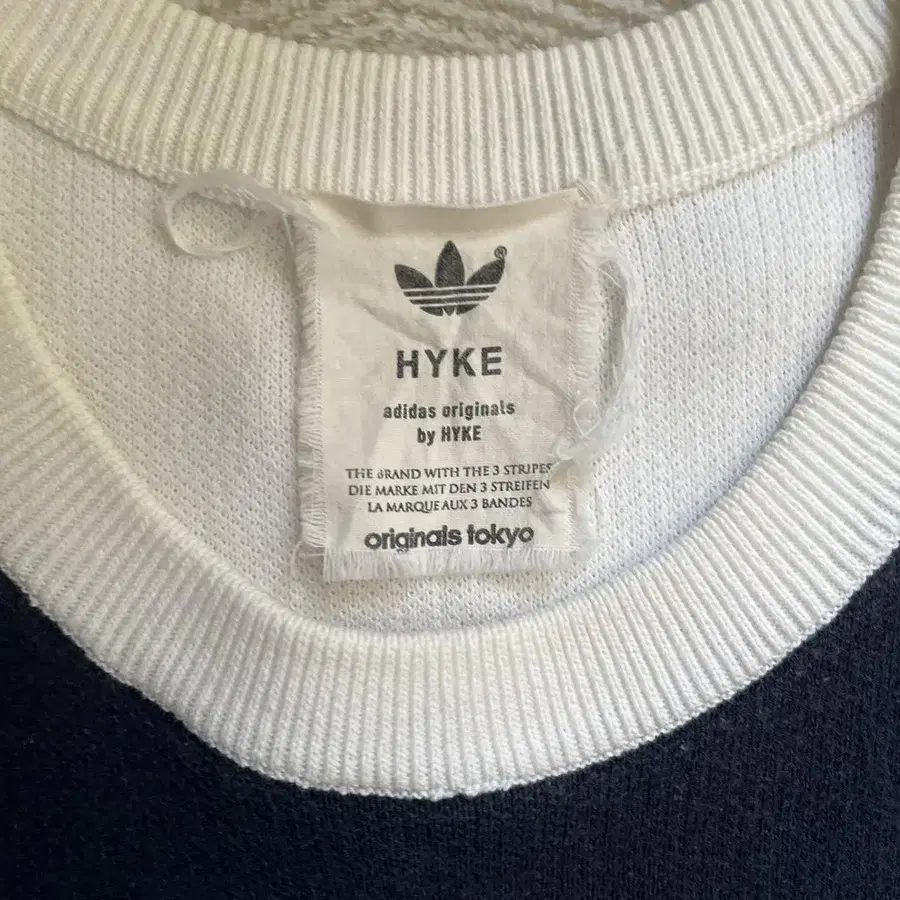 ®
HYKE
adidas originals
by HYKE
THE BRAND WITH THE 3 STRIPES
DIE MARKE MIT DEN 3 STREIFEN
LA MARQUE AUX 3 BANDES
originals tokyo